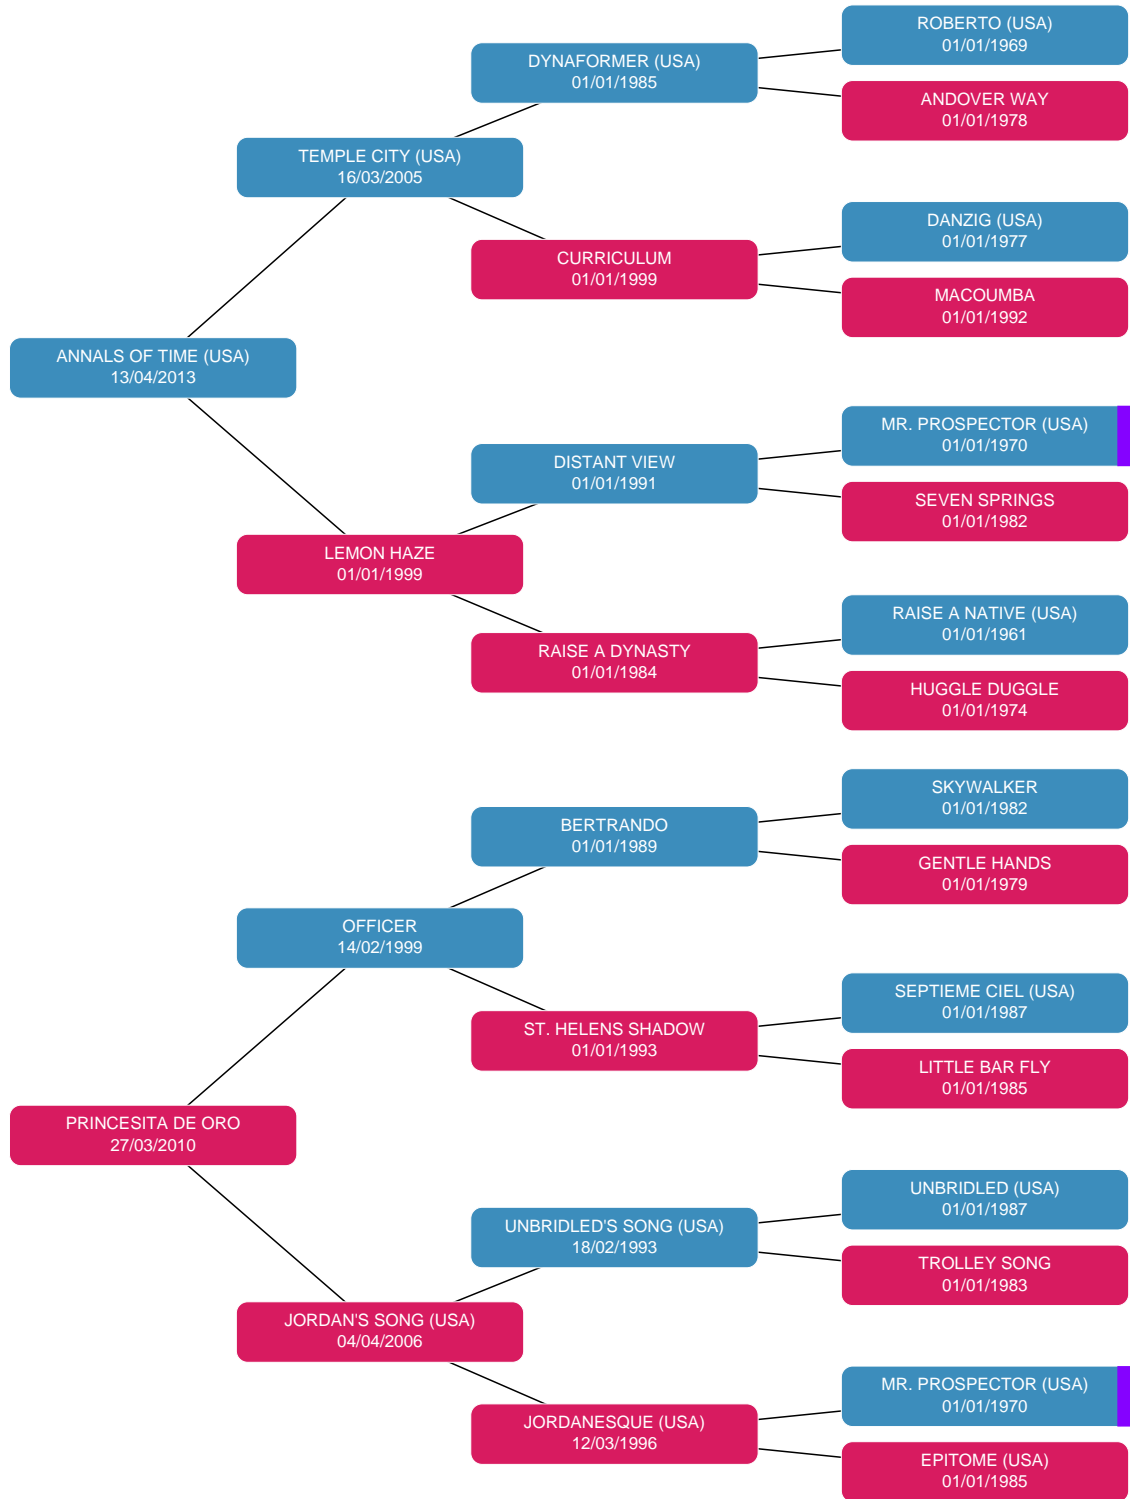 ROBERTO (USA)
01/01/1969
DYNAFORMER (USA)
01/01/1985
ANDOVER WAY
01/01/1978
TEMPLE CITY (USA)
16/03/2005
DANZIG (USA)
01/01/1977
CURRICULUM
01/01/1999
MACOUMBA
01/01/1992
ANNALS OF TIME (USA)
13/04/2013
MR. PROSPECTOR (USA)
01/01/1970
DISTANT VIEW
01/01/1991
SEVEN SPRINGS
01/01/1982
LEMON HAZE
01/01/1999
RAISE A NATIVE (USA)
01/01/1961
RAISE A DYNASTY
01/01/1984
HUGGLE DUGGLE
01/01/1974
SKYWALKER
01/01/1982
BERTRANDO
01/01/1989
GENTLE HANDS
01/01/1979
OFFICER
14/02/1999
SEPTIEME CIEL (USA)
01/01/1987
ST. HELENS SHADOW
01/01/1993
LITTLE BAR FLY
01/01/1985
PRINCESITA DE ORO
27/03/2010
UNBRIDLED (USA)
01/01/1987
UNBRIDLED'S SONG (USA)
18/02/1993
TROLLEY SONG
01/01/1983
JORDAN'S SONG (USA)
04/04/2006
MR. PROSPECTOR (USA)
01/01/1970
JORDANESQUE (USA)
12/03/1996
EPITOME (USA)
01/01/1985